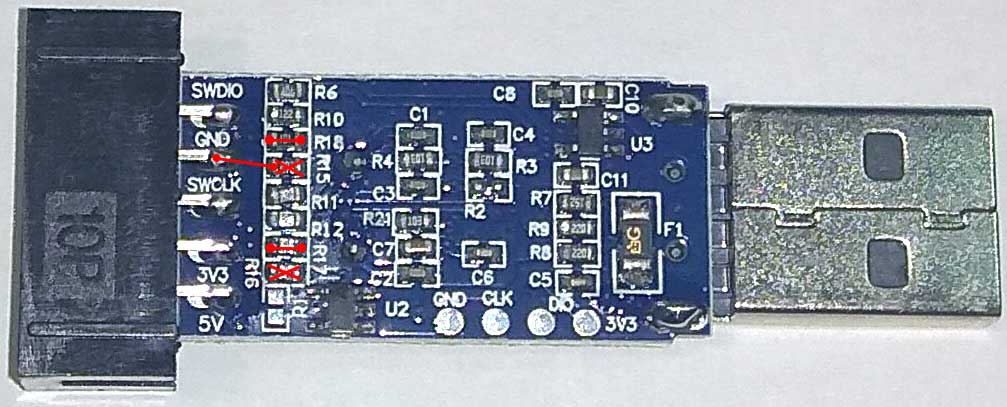 SWDIO
GND
SWCLK
3V3
5V
10P
R6
R10
R18
R5
R11
R12
R17
R16
R
C1
R4
C3
R21
C7
C2
U2
C4
R3
R2
C6
C8
C10
U3
C11
R7
R9
R8
C5
F1
GND
CLK
DIO
3V3